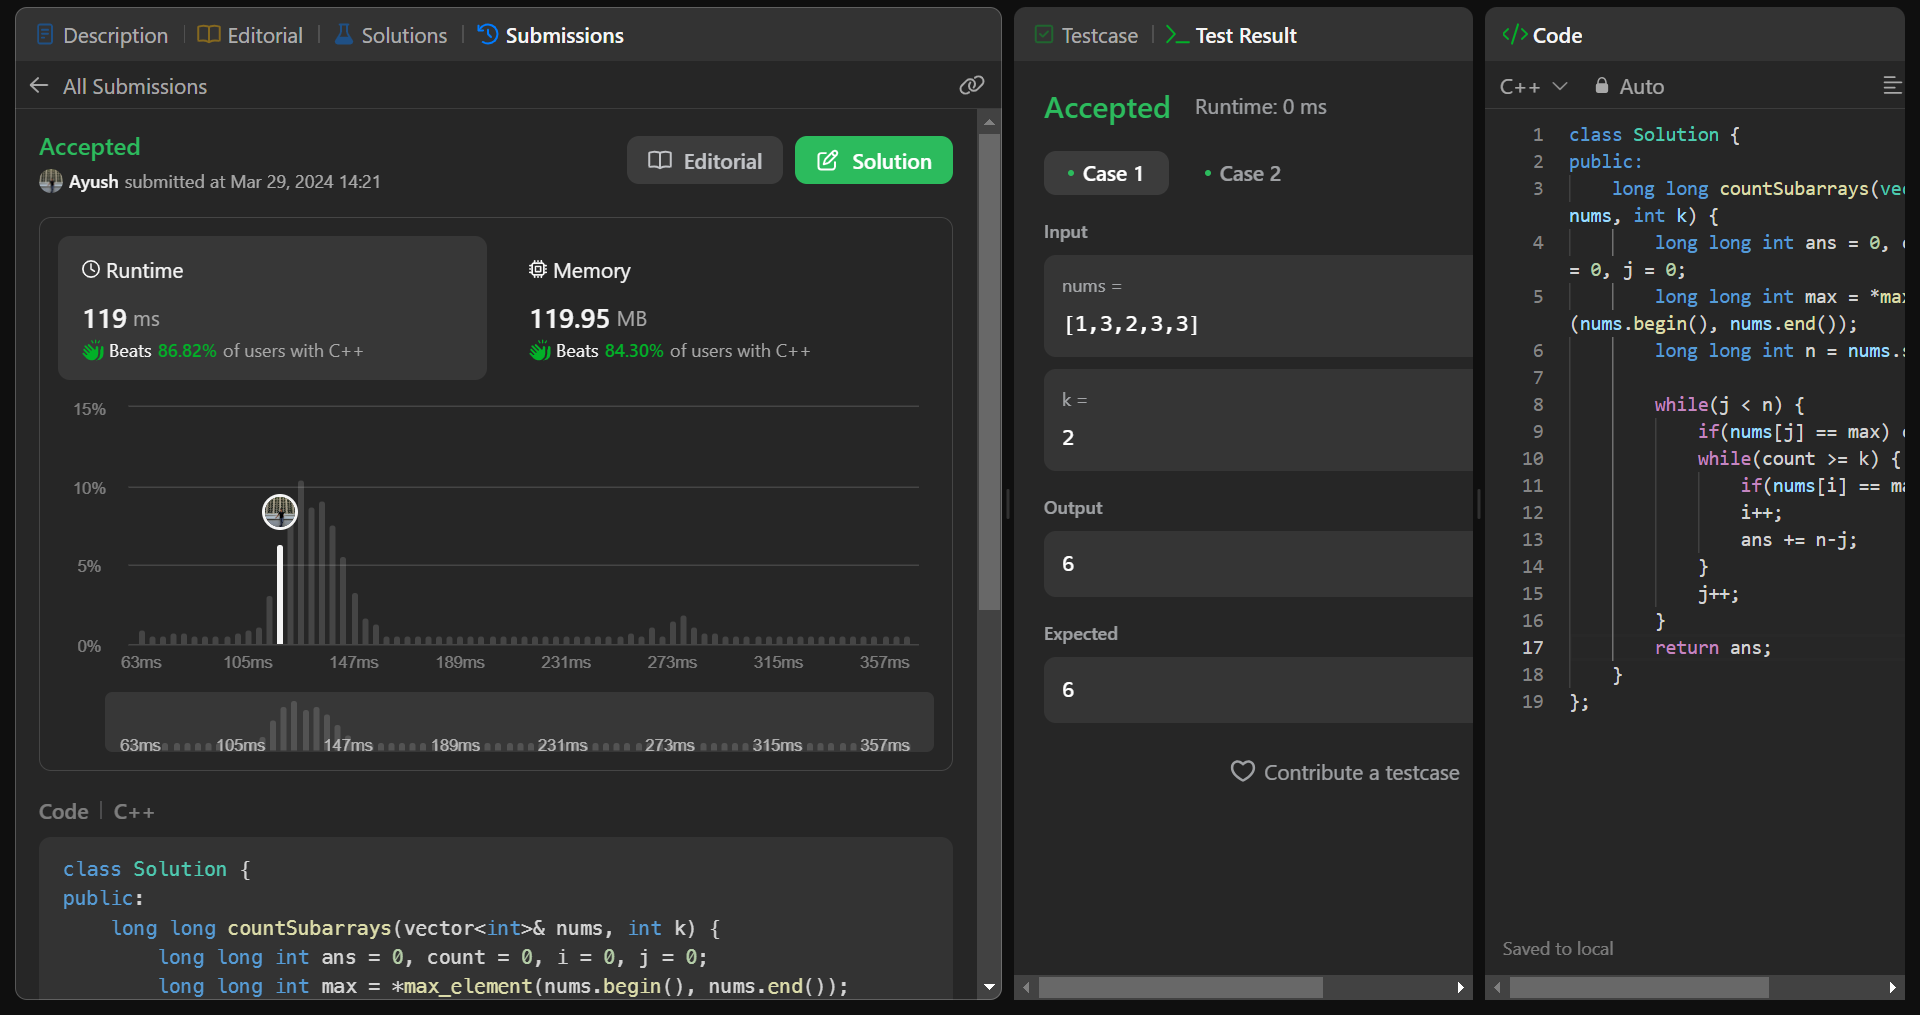 Description | Editorial | Solutions | Submissions
All Submissions
Accepted
Ayush submitted at Mar 29, 2024 14:21
Editorial
Solution
Runtime
119 ms
Beats 86.82% of users with C++
Memory
119.95 MB
Beats 84.30% of users with C++
15%
10%
5%
0%
63ms 105ms 147ms 189ms 231ms 273ms 315ms 357ms
63ms 105ms 147ms 189ms 231ms 273ms 315ms 357ms
Code | C++
class Solution {
public:
    long long countSubarrays(vector<int>& nums, int k) {
        long long int ans = 0, count = 0, i = 0, j = 0;
        long long int max = *max_element(nums.begin(), nums.end());
Testcase | >_ Test Result
Accepted Runtime: 0 ms
• Case 1 • Case 2
Input
nums =
[1,3,2,3,3]
k =
2
Output
6
Expected
6
Contribute a testcase
</> Code
C++ Auto
1 class Solution {
2 public:
3     long long countSubarrays(vec
nums, int k) {
4         long long int ans = 0, c
= 0, j = 0;
5         long long int max = *max
(nums.begin(), nums.end());
6         long long int n = nums.s
7
8         while(j < n) {
9             if(nums[j] == max) c
10             while(count >= k) {
11                 if(nums[i] == ma
12                 i++;
13                 ans += n-j;
14             }
15             j++;
16         }
17         return ans;
18     }
19 };
Saved to local